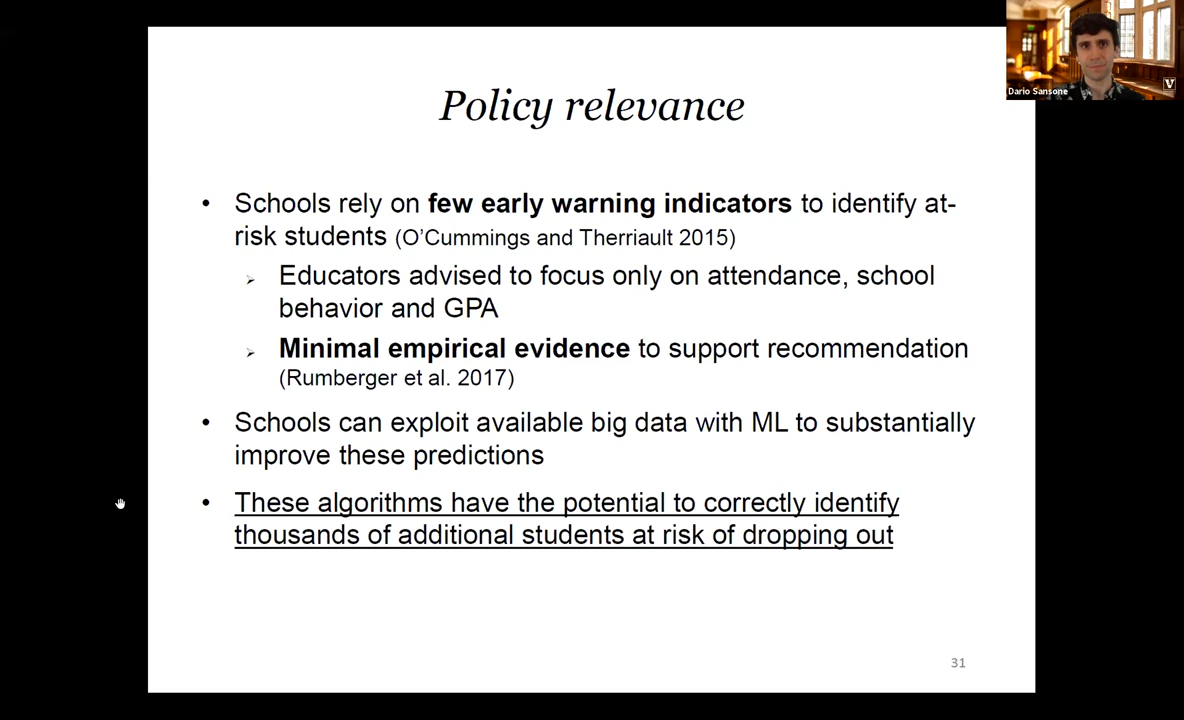 Policy relevance
Dario Sansone
V
• Schools rely on few early warning indicators to identify at-
risk students (O’Cummings and Therriault 2015)
➢ Educators advised to focus only on attendance, school
behavior and GPA
➢ Minimal empirical evidence to support recommendation
(Rumberger et al. 2017)
• Schools can exploit available big data with ML to substantially
improve these predictions
• These algorithms have the potential to correctly identify
thousands of additional students at risk of dropping out
31